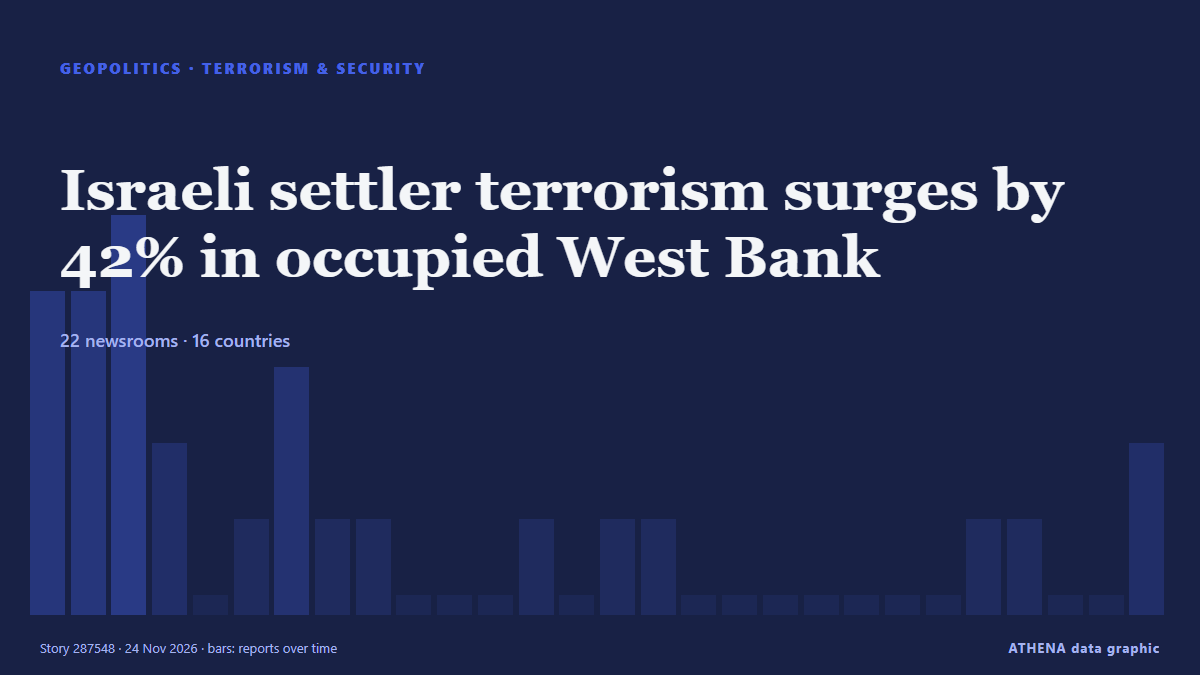 GEOPOLITICS · TERRORISM & SECURITY
Israeli settler terrorism surges by
42% in occupied West Bank
22 newsrooms · 16 countries
Story 287548 · 24 Nov 2026 · bars: reports over time
ATHENA data graphic